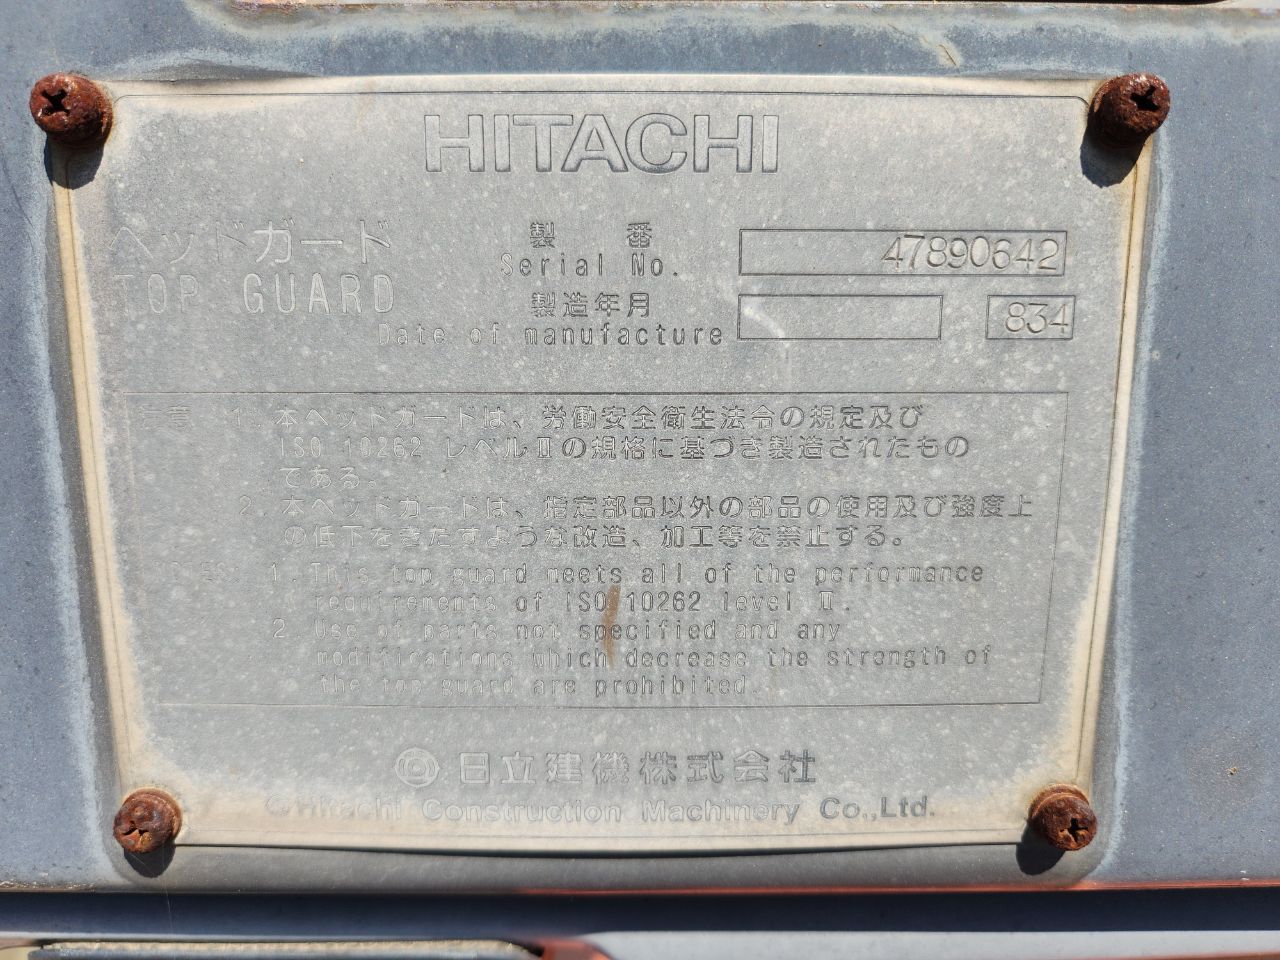 HITACHI
ヘッドガード
TOP GUARD
製 番
Serial No.
47890642
製造年月
Date of manufacture
834
1. 本ヘッドガードは、労働安全衛生法令の規定及び
ISO 10262 レベルⅡの規格に基づき製造されたもの
である。
2. 本ヘッドガードは、指定部品以外の部品の使用及び強度上
の低下をきたすような改造、加工等を禁止する。
1. This top guard meets all of the performance
requirements of ISO 10262 level Ⅱ.
2. Use of parts not specified and any
modifications which decrease the strength of
the top guard are prohibited.
日立建機株式会社
©Hitachi Construction Machinery Co.,Ltd.